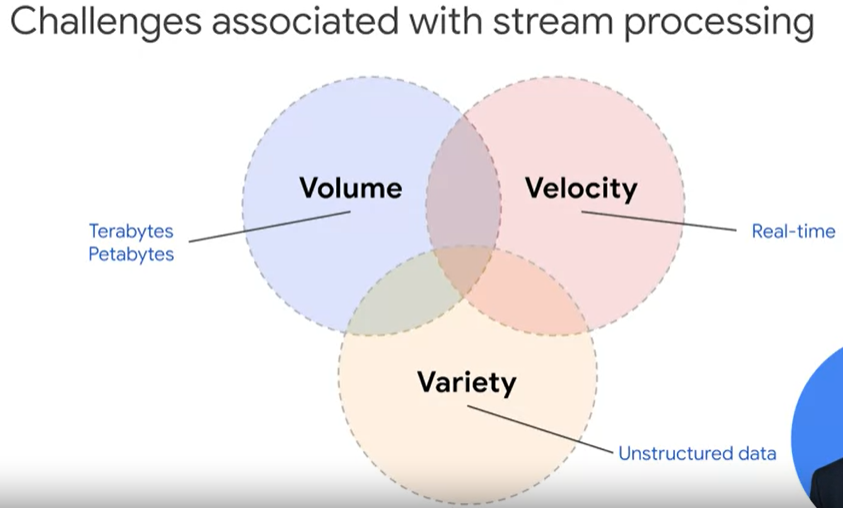 Challenges associated with stream processing
Volume
Velocity
Terabytes
Petabytes
Real-time
Variety
Unstructured data